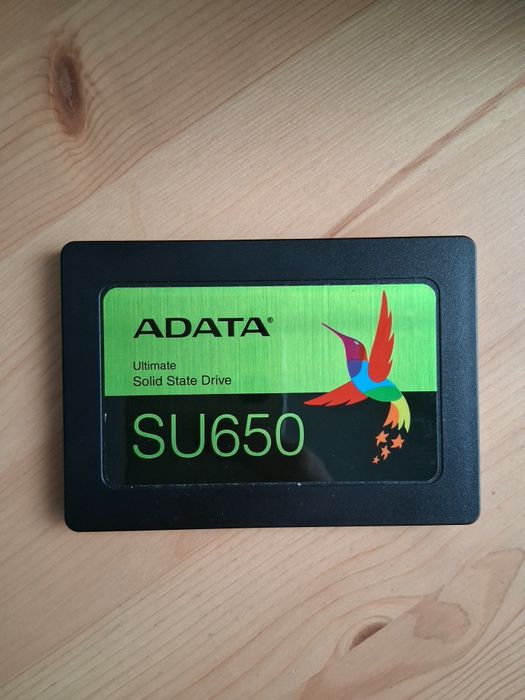 ADATA®
Ultimate
Solid State Drive
SU650